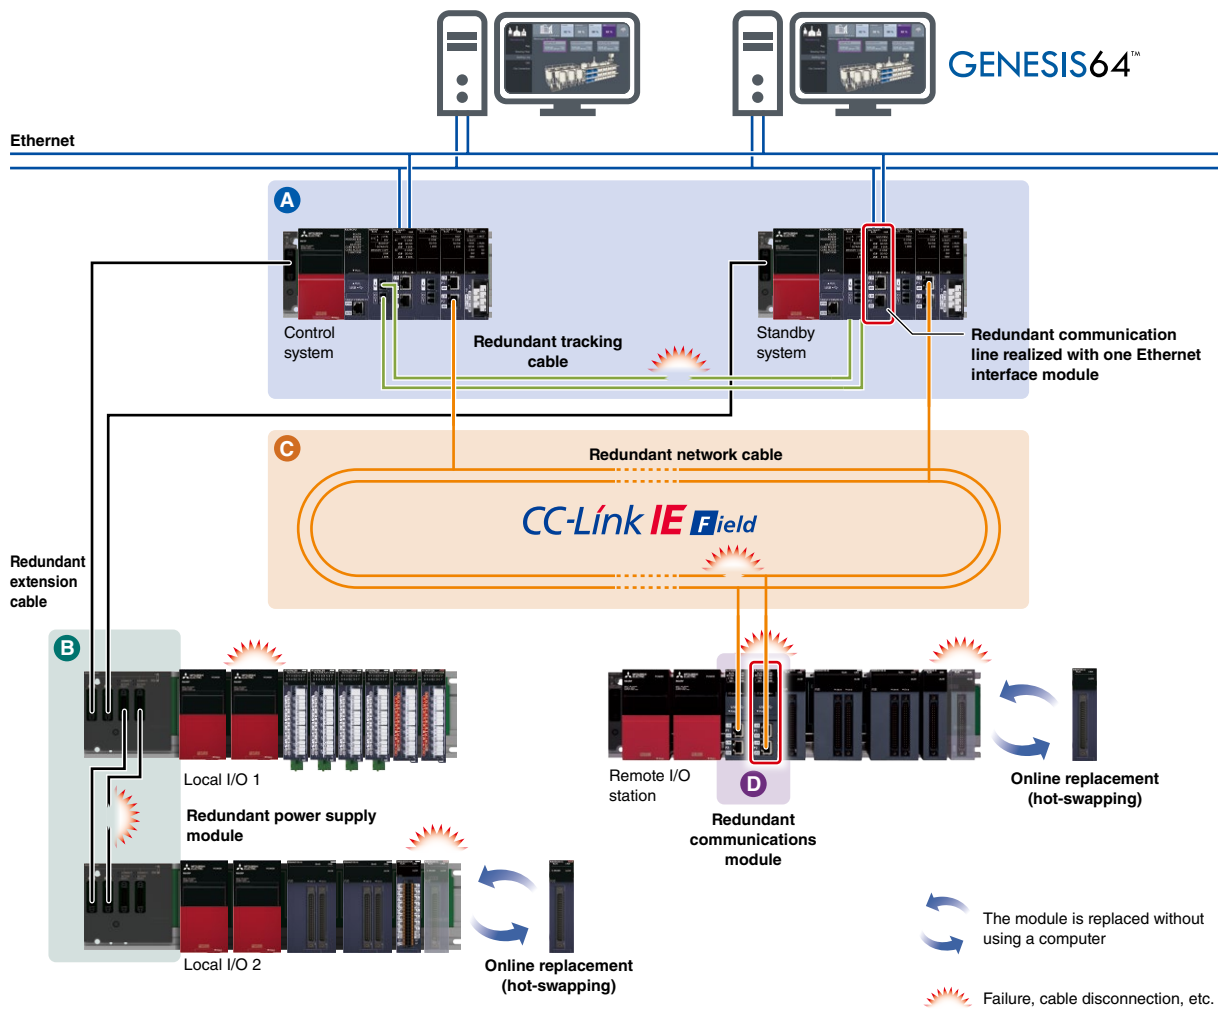 GENESIS64™
Ethernet
A
Control
system
Redundant tracking
cable
Standby
system
Redundant communication
line realized with one Ethernet
interface module
C
Redundant network cable
CC-Link IE Field
Redundant
extension
cable
B
Local I/O 1
Redundant power supply
module
Local I/O 2
Online replacement
(hot-swapping)
Remote I/O
station
D
Redundant
communications
module
Online replacement
(hot-swapping)
The module is replaced without
using a computer
Failure, cable disconnection, etc.